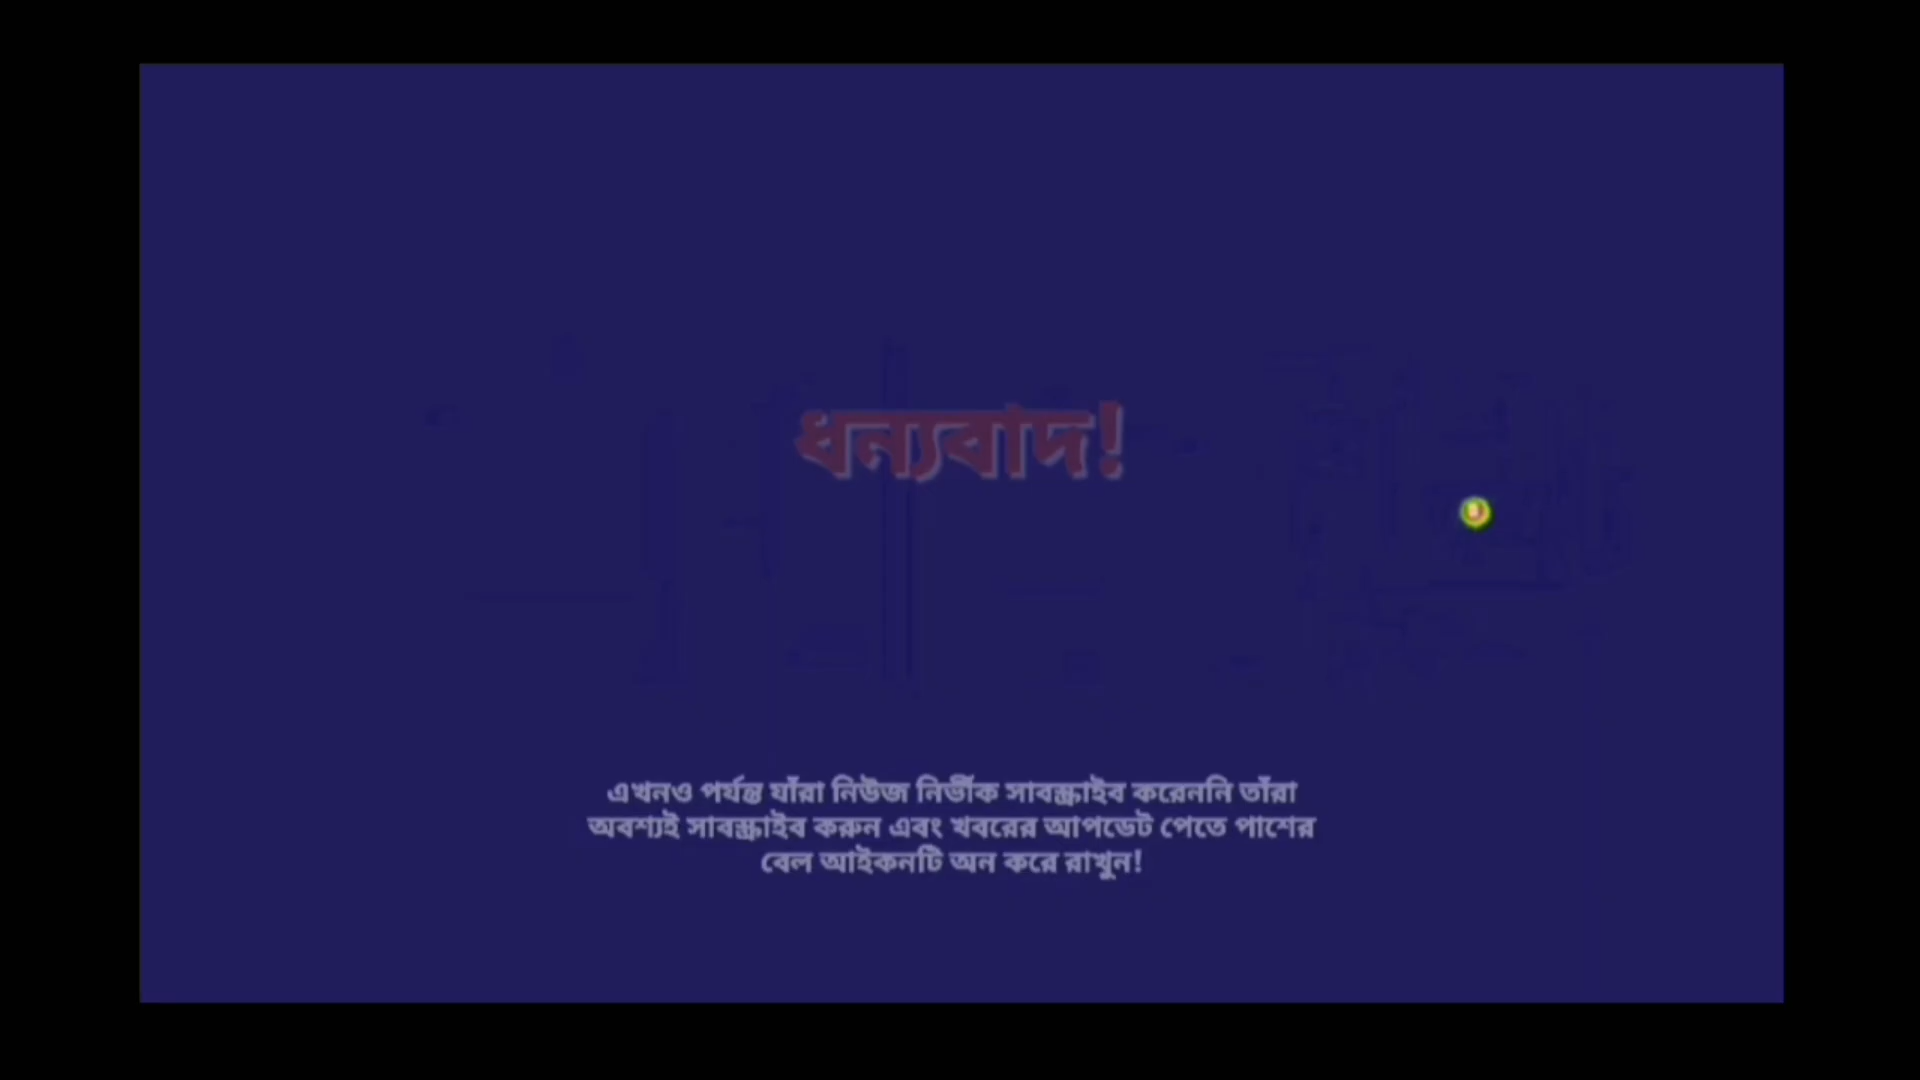 ধন্যবাদ!
এখনও পর্যন্ত যাঁরা নিউজ নির্ভীক সাবস্ক্রাইব করেননি তাঁরা
অবশ্যই সাবস্ক্রাইব করুন এবং খবরের আপডেট পেতে পাশের
বেল আইকনটি অন করে রাখুন!